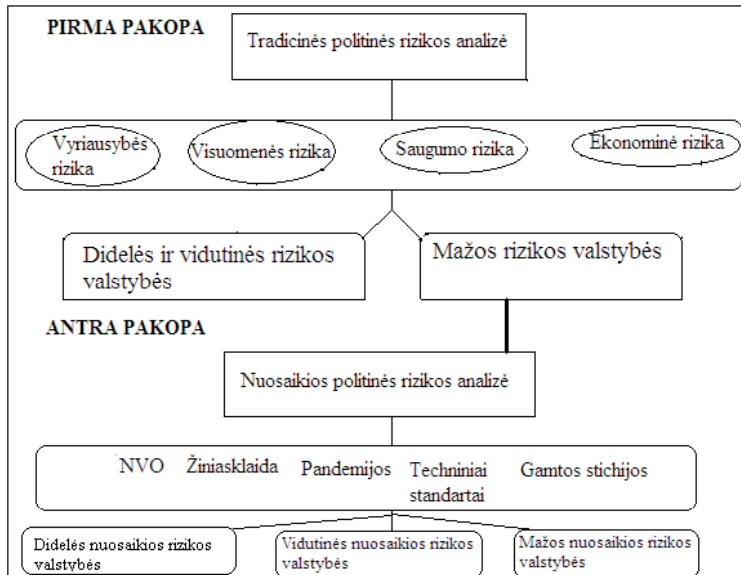 PIRMA PAKOPA
Tradicinės politinės rizikos analizė
Vyriausybės
rizika
Visuomenės rizika
Saugumo rizika
Ekonominė rizika
Didelės ir vidutinės rizikos
valstybės
Mažos rizikos valstybės
ANTRA PAKOPA
Nuosaikios politinės rizikos analizė
NVO
Žiniasklaida
Pandemijos
Techniniai
standartai
Gamtos stichijos
Didelės nuosaikios rizikos
valstybės
Vidutinės nuosaikios rizikos
valstybės
Mažos nuosaikios rizikos
valstybės